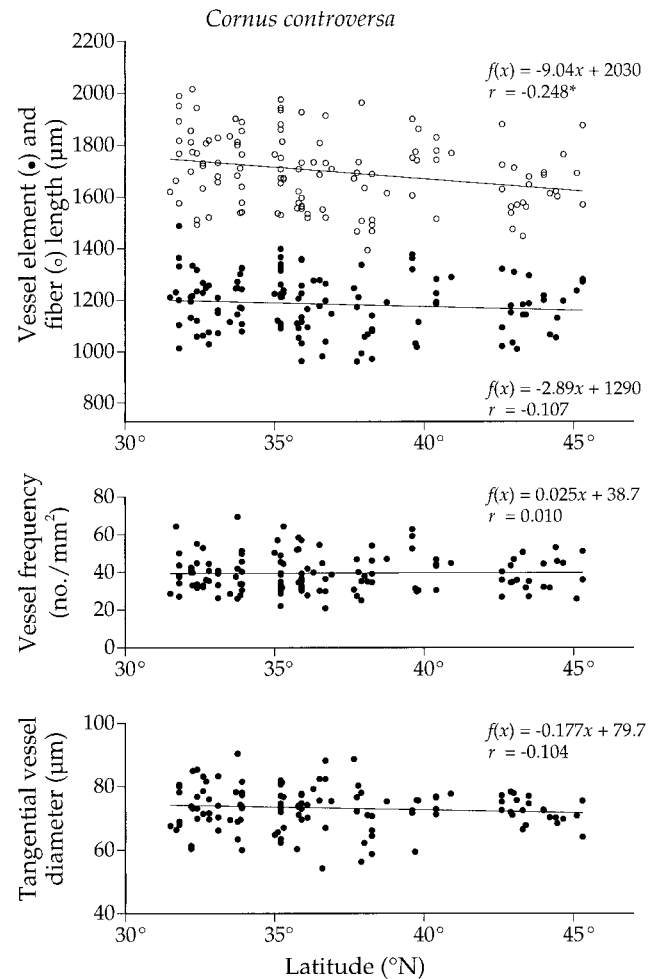 Cornus controversa
Vessel element (•) and
fiber (○) length (µm)
2200
2000
1800
1600
1400
1200
1000
800
f(x) = -9.04x + 2030
r = -0.248*
f(x) = -2.89x + 1290
r = -0.107
30° 35° 40° 45°
Vessel frequency
(no./mm²)
80
60
40
20
0
f(x) = 0.025x + 38.7
r = 0.010
30° 35° 40° 45°
Tangential vessel
diameter (µm)
100
80
60
40
f(x) = -0.177x + 79.7
r = -0.104
30° 35° 40° 45°
Latitude (°N)